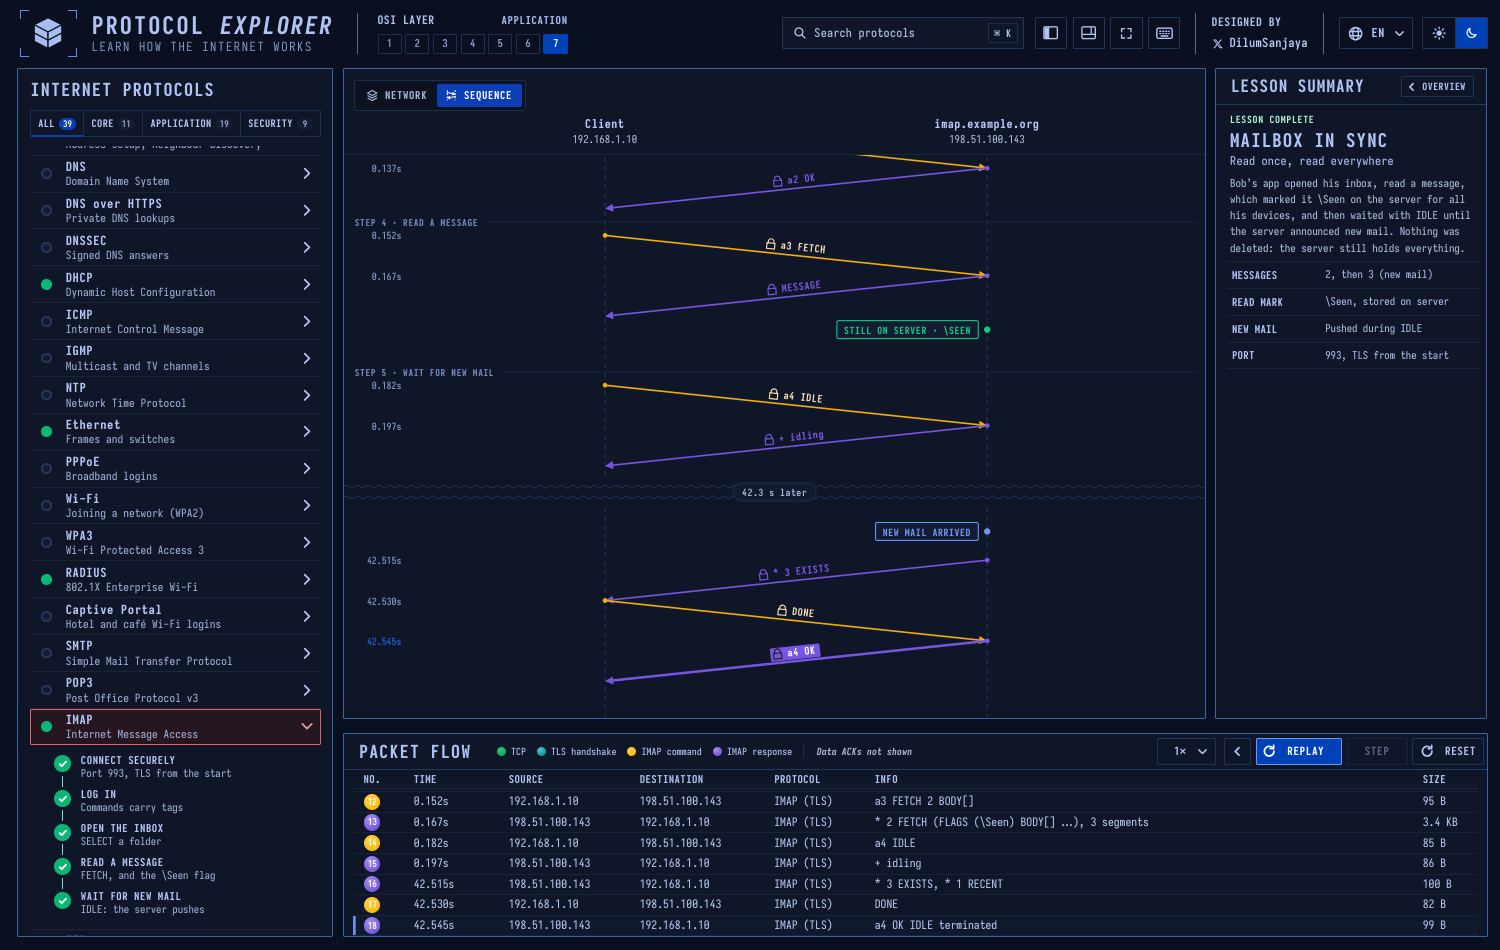 PROTOCOL EXPLORER
LEARN HOW THE INTERNET WORKS
OSI LAYER APPLICATION
1 2 3 4 5 6 7
Search protocols ⌘ K
DESIGNED BY
DilumSanjaya
EN
INTERNET PROTOCOLS
ALL 39 CORE 11 APPLICATION 19 SECURITY 9
DNS
Domain Name System
DNS over HTTPS
Private DNS lookups
DNSSEC
Signed DNS answers
DHCP
Dynamic Host Configuration
ICMP
Internet Control Message
IGMP
Multicast and TV channels
NTP
Network Time Protocol
Ethernet
Frames and switches
PPPoE
Broadband logins
Wi-Fi
Joining a network (WPA2)
WPA3
Wi-Fi Protected Access 3
RADIUS
802.1X Enterprise Wi-Fi
Captive Portal
Hotel and café Wi-Fi logins
SMTP
Simple Mail Transfer Protocol
POP3
Post Office Protocol v3
IMAP
Internet Message Access
CONNECT SECURELY
Port 993, TLS from the start
LOG IN
Commands carry tags
OPEN THE INBOX
SELECT a folder
READ A MESSAGE
FETCH, and the \Seen flag
WAIT FOR NEW MAIL
IDLE: the server pushes
NETWORK SEQUENCE
Client imap.example.org
192.168.1.10 198.51.100.143
0.137s
a2 OK
STEP 4 · READ A MESSAGE
0.152s
a3 FETCH
0.167s
MESSAGE
STILL ON SERVER · \SEEN
STEP 5 · WAIT FOR NEW MAIL
0.182s
a4 IDLE
0.197s
+ idling
42.3 s later
NEW MAIL ARRIVED
42.515s
* 3 EXISTS
42.530s
DONE
42.545s
a4 OK
LESSON SUMMARY OVERVIEW
LESSON COMPLETE
MAILBOX IN SYNC
Read once, read everywhere
Bob's app opened his inbox, read a message,
which marked it \Seen on the server for all
his devices, and then waited with IDLE until
the server announced new mail. Nothing was
deleted: the server still holds everything.
MESSAGES 2, then 3 (new mail)
READ MARK \Seen, stored on server
NEW MAIL Pushed during IDLE
PORT 993, TLS from the start
PACKET FLOW TCP TLS handshake IMAP command IMAP response Data ACKs not shown 1× REPLAY STEP RESET
NO. TIME SOURCE DESTINATION PROTOCOL INFO SIZE
12 0.152s 192.168.1.10 198.51.100.143 IMAP (TLS) a3 FETCH 2 BODY[] 95 B
13 0.167s 198.51.100.143 192.168.1.10 IMAP (TLS) * 2 FETCH (FLAGS (\Seen) BODY[] …), 3 segments 3.4 KB
14 0.182s 192.168.1.10 198.51.100.143 IMAP (TLS) a4 IDLE 85 B
15 0.197s 198.51.100.143 192.168.1.10 IMAP (TLS) + idling 86 B
16 42.515s 198.51.100.143 192.168.1.10 IMAP (TLS) * 3 EXISTS, * 1 RECENT 100 B
17 42.530s 192.168.1.10 198.51.100.143 IMAP (TLS) DONE 82 B
18 42.545s 198.51.100.143 192.168.1.10 IMAP (TLS) a4 OK IDLE terminated 99 B